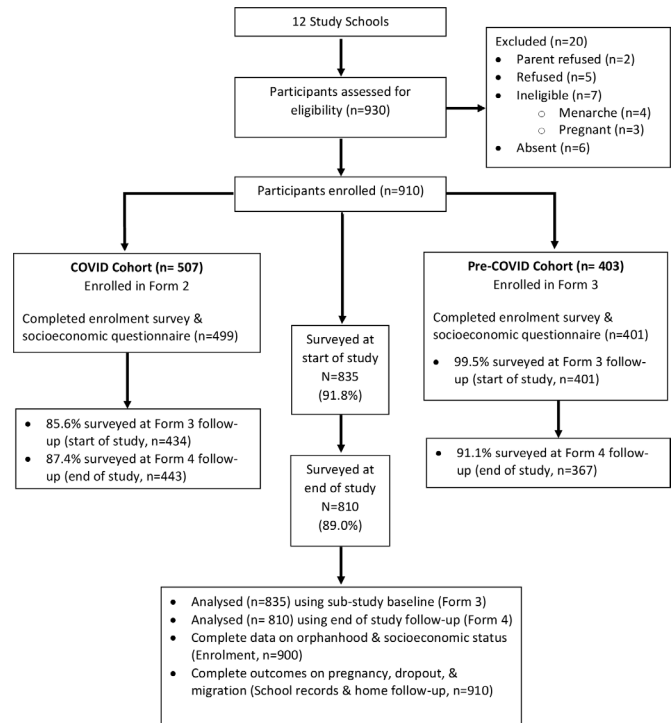 12 Study Schools
Excluded (n=20)
• Parent refused (n=2)
• Refused (n=5)
• Ineligible (n=7)
o Menarche (n=4)
o Pregnant (n=3)
• Absent (n=6)
Participants assessed for
eligibility (n=930)
Participants enrolled (n=910)
COVID Cohort (n= 507)
Enrolled in Form 2
Completed enrolment survey &
socioeconomic questionnaire (n=499)
Pre-COVID Cohort (n= 403)
Enrolled in Form 3
Completed enrolment survey &
socioeconomic questionnaire (n=401)
• 99.5% surveyed at Form 3 follow-
up (start of study, n=401)
Surveyed at
start of study
N=835
(91.8%)
• 85.6% surveyed at Form 3 follow-
up (start of study, n=434)
• 87.4% surveyed at Form 4 follow-
up (end of study, n=443)
• 91.1% surveyed at Form 4 follow-
up (end of study, n=367)
Surveyed at
end of study
N=810
(89.0%)
• Analysed (n=835) using sub-study baseline (Form 3)
• Analysed (n= 810) using end of study follow-up (Form 4)
• Complete data on orphanhood & socioeconomic status
(Enrolment, n=900)
• Complete outcomes on pregnancy, dropout, &
migration (School records & home follow-up, n=910)